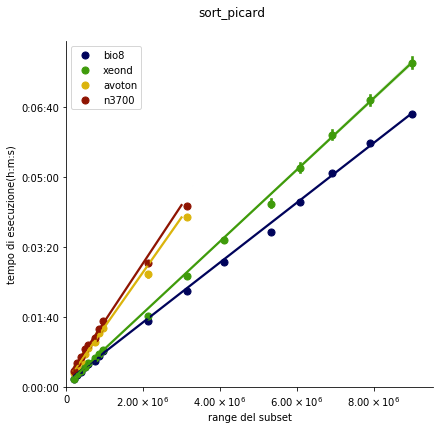 sort_picard
bio8
xeond
avoton
n3700
tempo di esecuzione(h:m:s)
0:06:40
0:05:00
0:03:20
0:01:40
0:00:00
0
2.00 × 10⁶
4.00 × 10⁶
6.00 × 10⁶
8.00 × 10⁶
range del subset